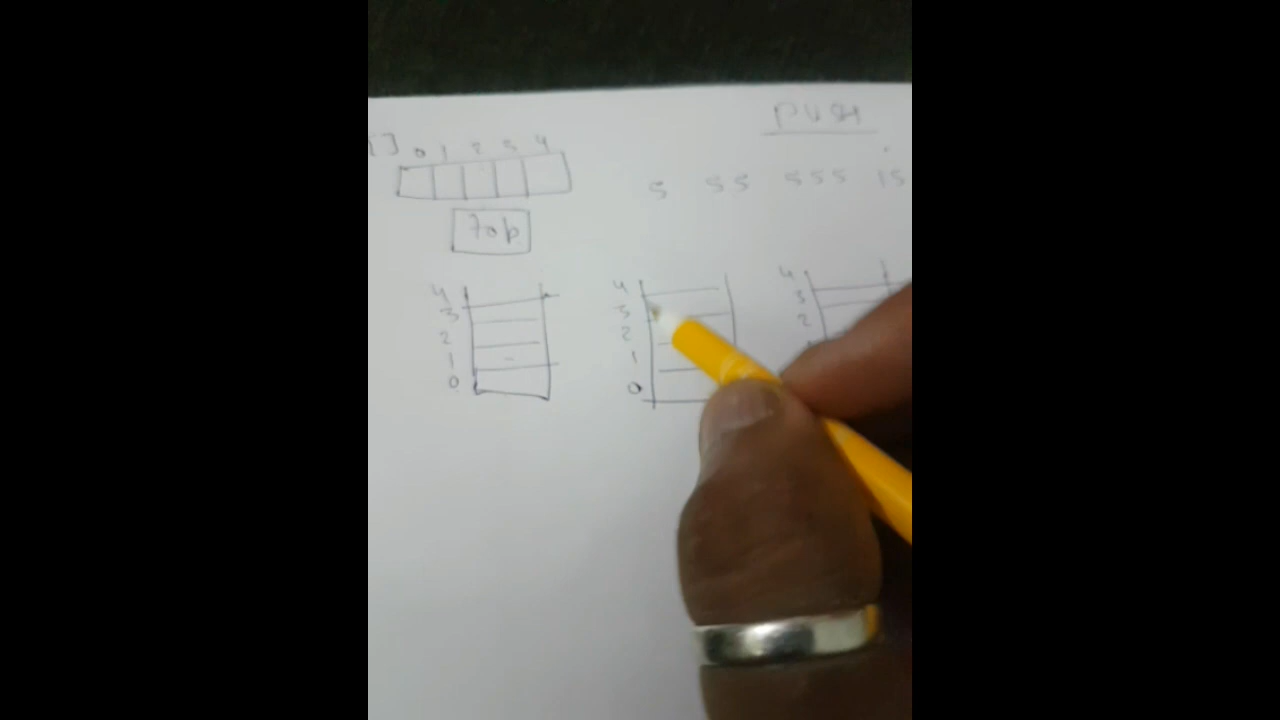 PUSH
[] 0 1 2 3 4
5 55 555 15
Top
4 4 4
3 3 3
2 2 2
1 1
0 0